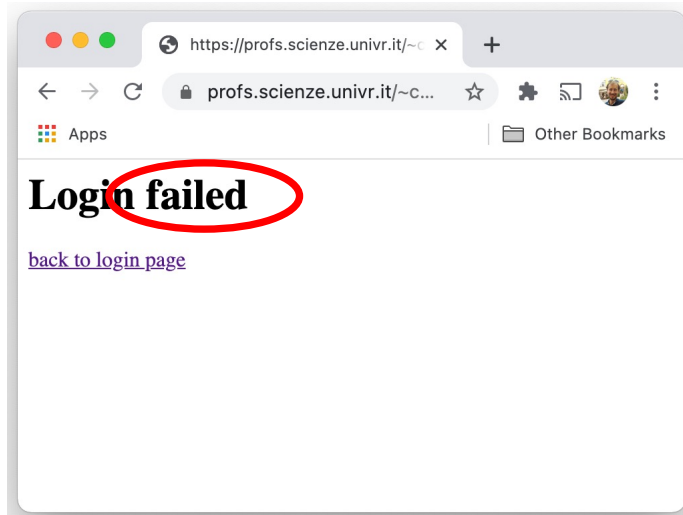 https://profs.scienze.univr.it/~c
profs.scienze.univr.it/~c...
Apps
Other Bookmarks
Login failed
back to login page